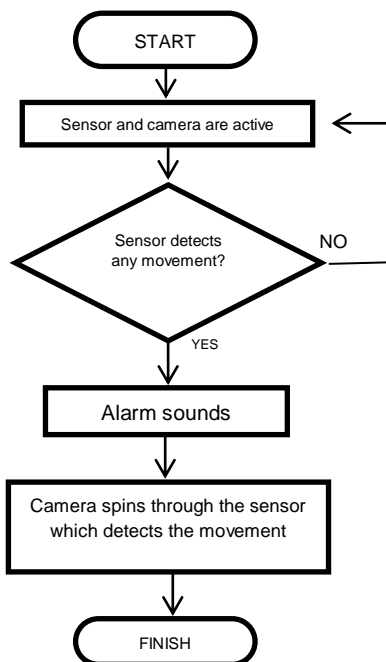 START
Sensor and camera are active
Sensor detects
any movement?
NO
YES
Alarm sounds
Camera spins through the sensor
which detects the movement
FINISH